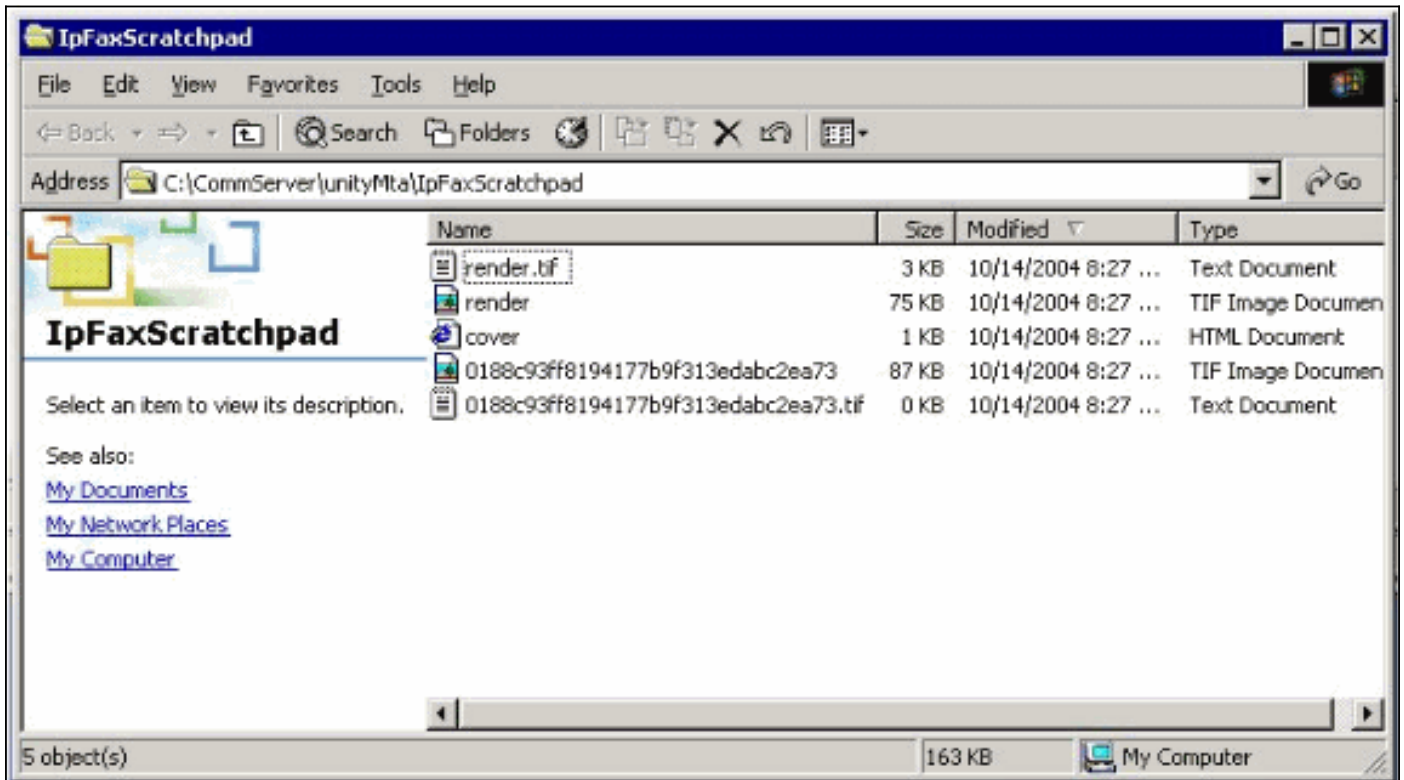 IpFaxScratchpad
File Edit View Favorites Tools Help
Back Search Folders
Address C:\CommServer\unityMta\IpFaxScratchpad Go
Name Size Modified Type
render.tif 3 KB 10/14/2004 8:27 ... Text Document
render 75 KB 10/14/2004 8:27 ... TIF Image Documen
cover 1 KB 10/14/2004 8:27 ... HTML Document
0188c93ff8194177b9f313edabc2ea73 87 KB 10/14/2004 8:27 ... TIF Image Documen
0188c93ff8194177b9f313edabc2ea73.tif 0 KB 10/14/2004 8:27 ... Text Document
IpFaxScratchpad
Select an item to view its description.
See also:
My Documents
My Network Places
My Computer
5 object(s) 163 KB My Computer